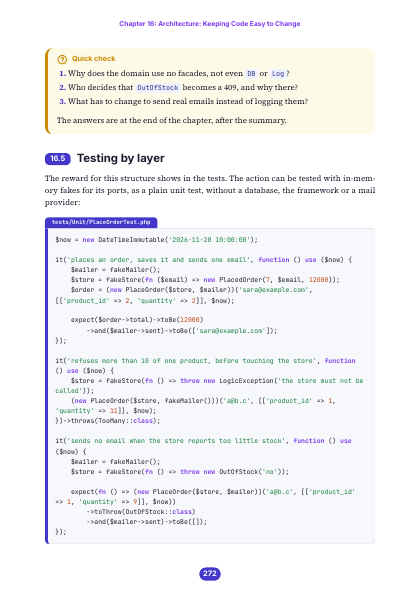 Chapter 16: Architecture: Keeping Code Easy to Change
Quick check
1. Why does the domain use no facades, not even DB or Log?
2. Who decides that OutOfStock becomes a 409, and why there?
3. What has to change to send real emails instead of logging them?
The answers are at the end of the chapter, after the summary.
16.5 Testing by layer
The reward for this structure shows in the tests. The action can be tested with in-mem-
ory fakes for its ports, as a plain unit test, without a database, the framework or a mail
provider:
tests/Unit/PlaceOrderTest.php
$now = new DateTimeImmutable('2026-11-20 10:00:00');
it('places an order, saves it and sends one email', function () use ($now) {
    $mailer = fakeMailer();
    $store = fakeStore(fn ($email) => new PlacedOrder(7, $email, 12000));
    $order = (new PlaceOrder($store, $mailer))('sara@example.com',
[['product_id' => 2, 'quantity' => 2]], $now);
    expect($order->total)->toBe(12000)
        ->and($mailer->sent)->toBe(['sara@example.com']);
});
it('refuses more than 10 of one product, before touching the store', function
() use ($now) {
    $store = fakeStore(fn () => throw new LogicException('the store must not be
called'));
    (new PlaceOrder($store, fakeMailer()))('a@b.c', [['product_id' => 1,
'quantity' => 11]], $now);
})->throws(TooMany::class);
it('sends no email when the store reports too little stock', function () use
($now) {
    $mailer = fakeMailer();
    $store = fakeStore(fn () => throw new OutOfStock('no'));
    expect(fn () => (new PlaceOrder($store, $mailer))('a@b.c', [['product_id'
=> 1, 'quantity' => 9]], $now))
        ->toThrow(OutOfStock::class)
        ->and($mailer->sent)->toBe([]);
});
272